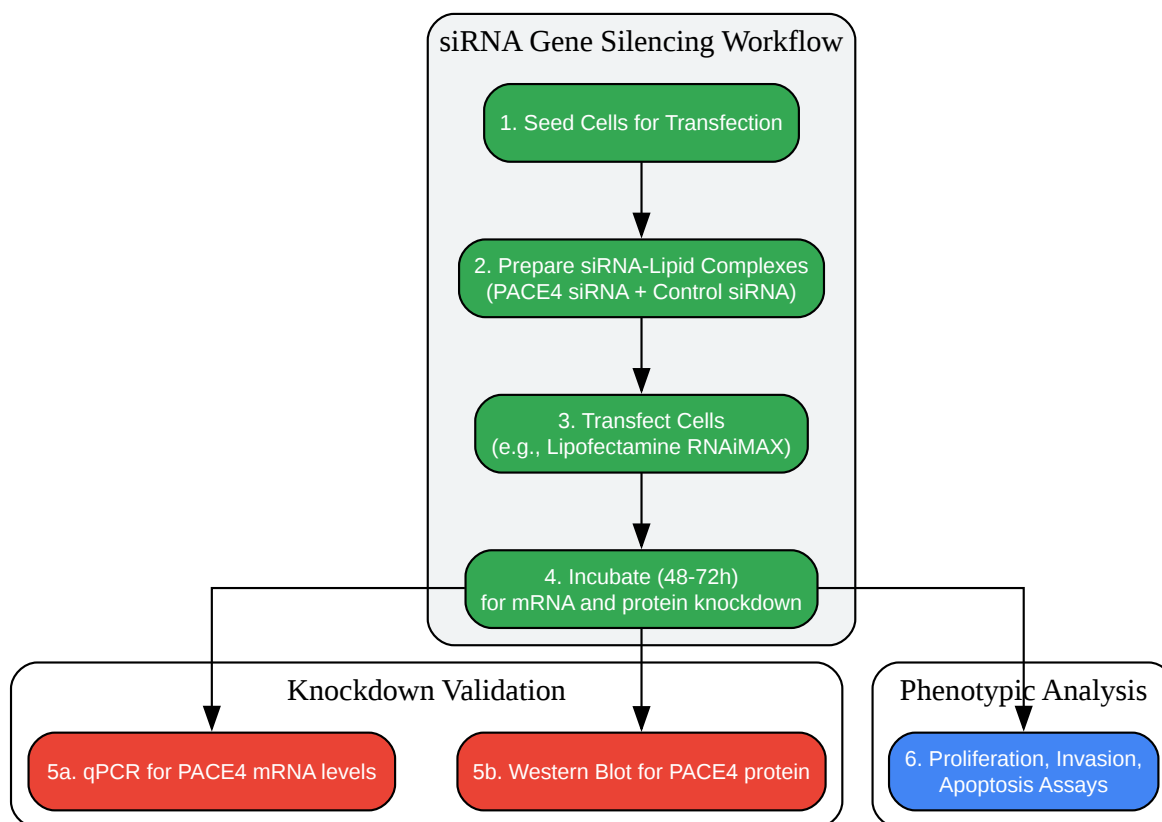 siRNA Gene Silencing Workflow
1. Seed Cells for Transfection
2. Prepare siRNA-Lipid Complexes
(PACE4 siRNA + Control siRNA)
3. Transfect Cells
(e.g., Lipofectamine RNAiMAX)
4. Incubate (48-72h)
for mRNA and protein knockdown
Knockdown Validation
5a. qPCR for PACE4 mRNA levels
5b. Western Blot for PACE4 protein
Phenotypic Analysis
6. Proliferation, Invasion,
Apoptosis Assays